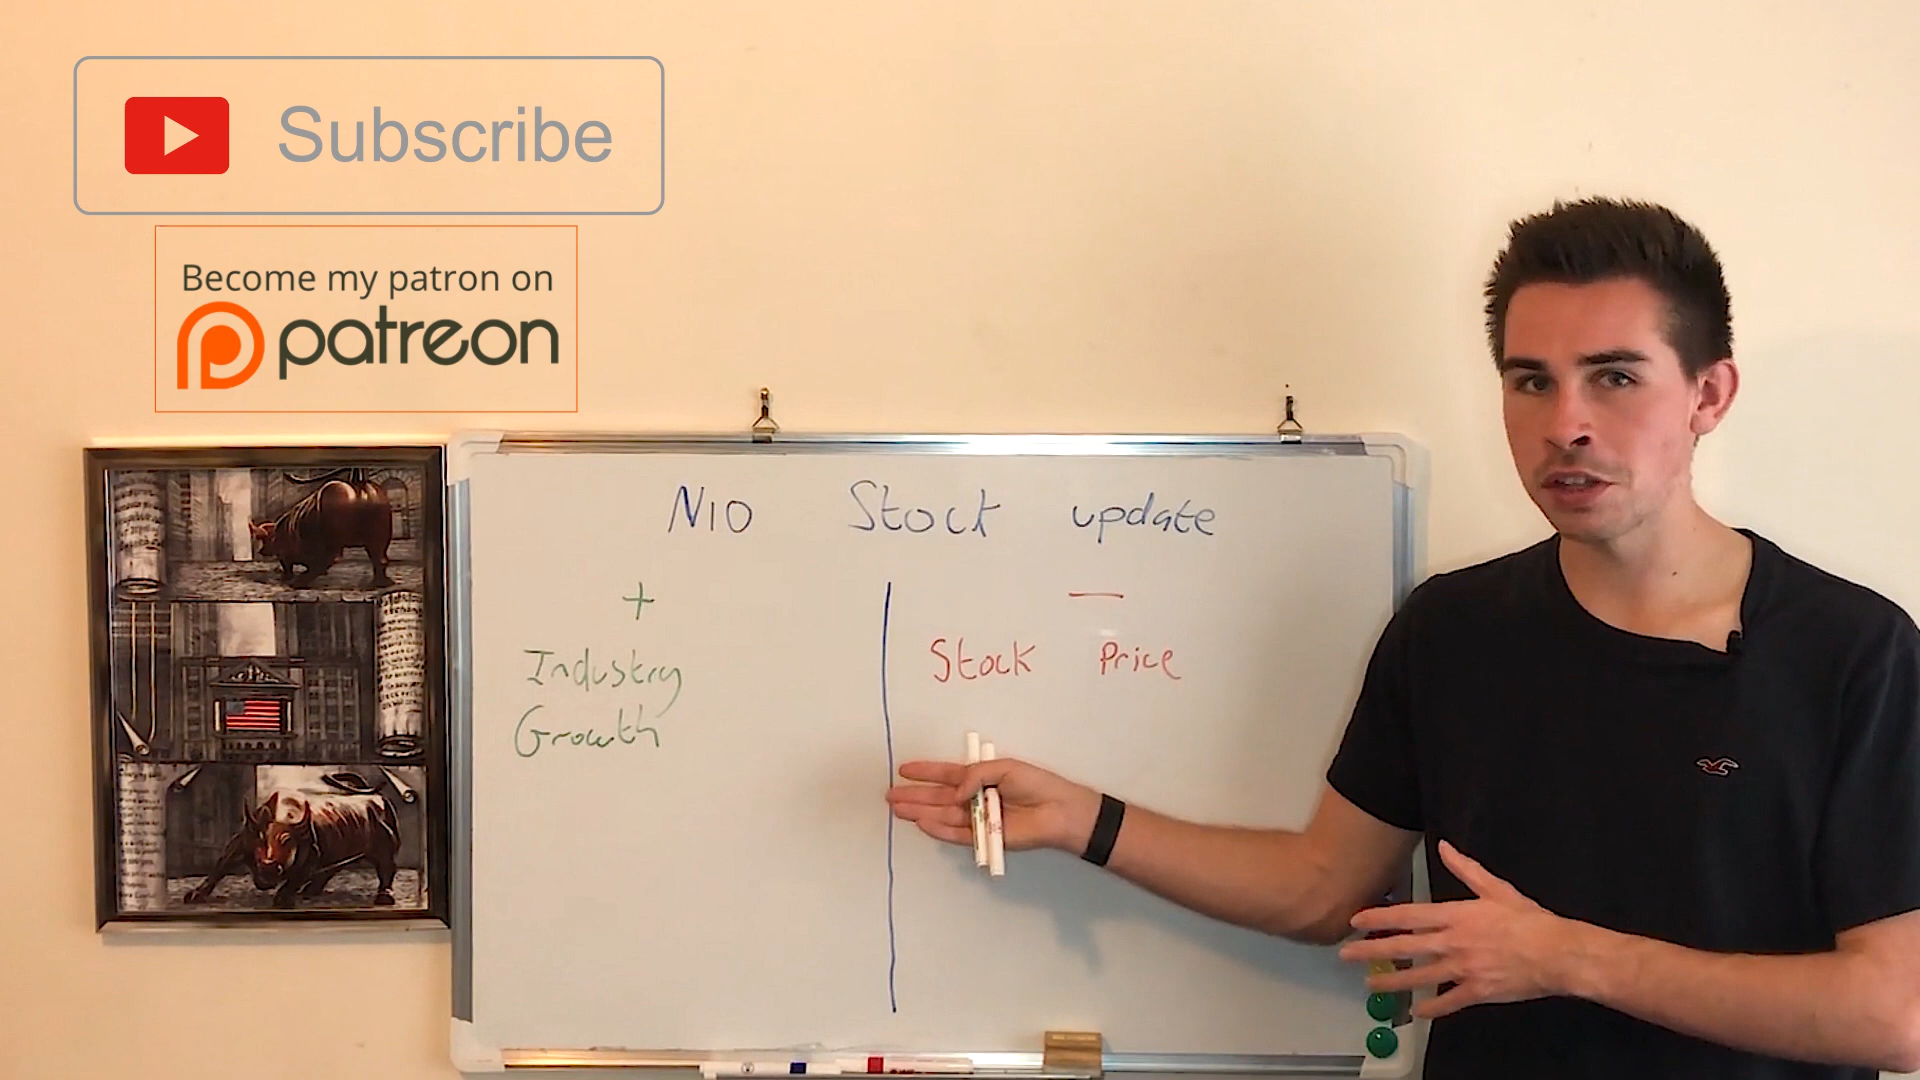 Subscribe
Become my patron on
patreon
NIO Stock update
+ —
Industry Stock Price
Growth